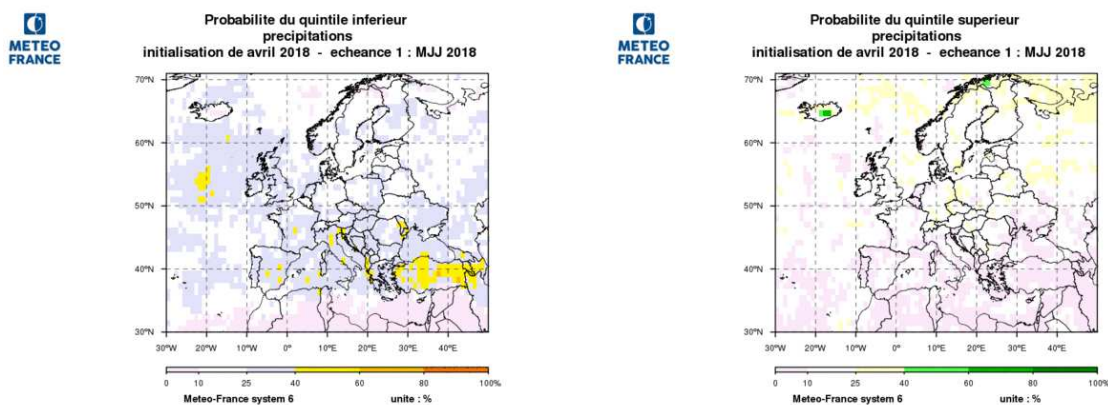 METEO
FRANCE
Probabilite du quintile inferieur
precipitations
initialisation de avril 2018 - echeance 1 : MJJ 2018
70°N
60°N
50°N
40°N
30°N
30°W 20°W 10°W 0° 10°E 20°E 30°E 40°E
0 10 25 40 60 80 100%
Meteo-France system 6 unite : %
METEO
FRANCE
Probabilite du quintile superieur
precipitations
initialisation de avril 2018 - echeance 1 : MJJ 2018
70°N
60°N
50°N
40°N
30°N
30°W 20°W 10°W 0° 10°E 20°E 30°E 40°E
0 10 25 40 60 80 100%
Meteo-France system 6 unite : %